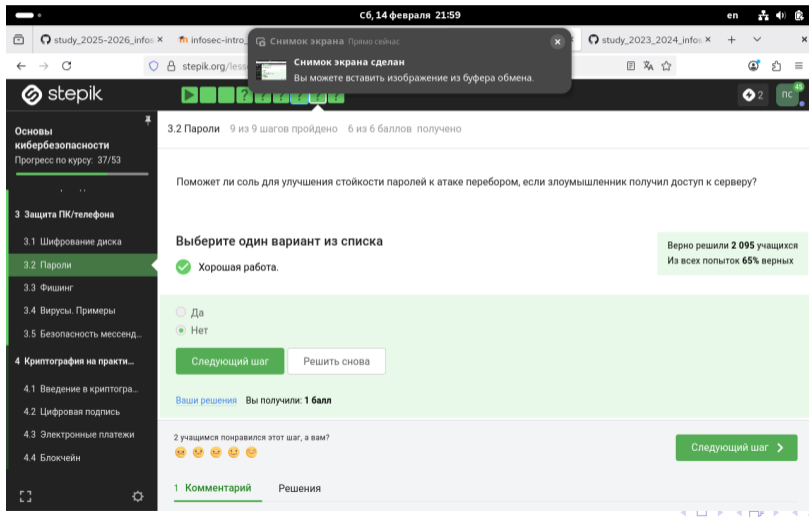 Сб, 14 февраля 21:59
en
study_2025-2026_infos
infosec-intro_
Снимок экрана Прямо сейчас
Снимок экрана сделан
Вы можете вставить изображение из буфера обмена.
study_2023_2024_infos
stepik.org/less
stepik
2
ПС
Основы кибербезопасности
Прогресс по курсу: 37/53
3.2 Пароли 9 из 9 шагов пройдено 6 из 6 баллов получено
3 Защита ПК/телефона
3.1 Шифрование диска
3.2 Пароли
3.3 Фишинг
3.4 Вирусы. Примеры
3.5 Безопасность мессенд...
4 Криптография на практи...
4.1 Введение в криптогра...
4.2 Цифровая подпись
4.3 Электронные платежи
4.4 Блокчейн
Поможет ли соль для улучшения стойкости паролей к атаке перебором, если злоумышленник получил доступ к серверу?
Выберите один вариант из списка
Хорошая работа.
Верно решили 2 095 учащихся
Из всех попыток 65% верных
Да
Нет
Следующий шаг
Решить снова
Ваши решения Вы получили: 1 балл
2 учащимся понравился этот шаг, а вам?
Следующий шаг
1 Комментарий
Решения